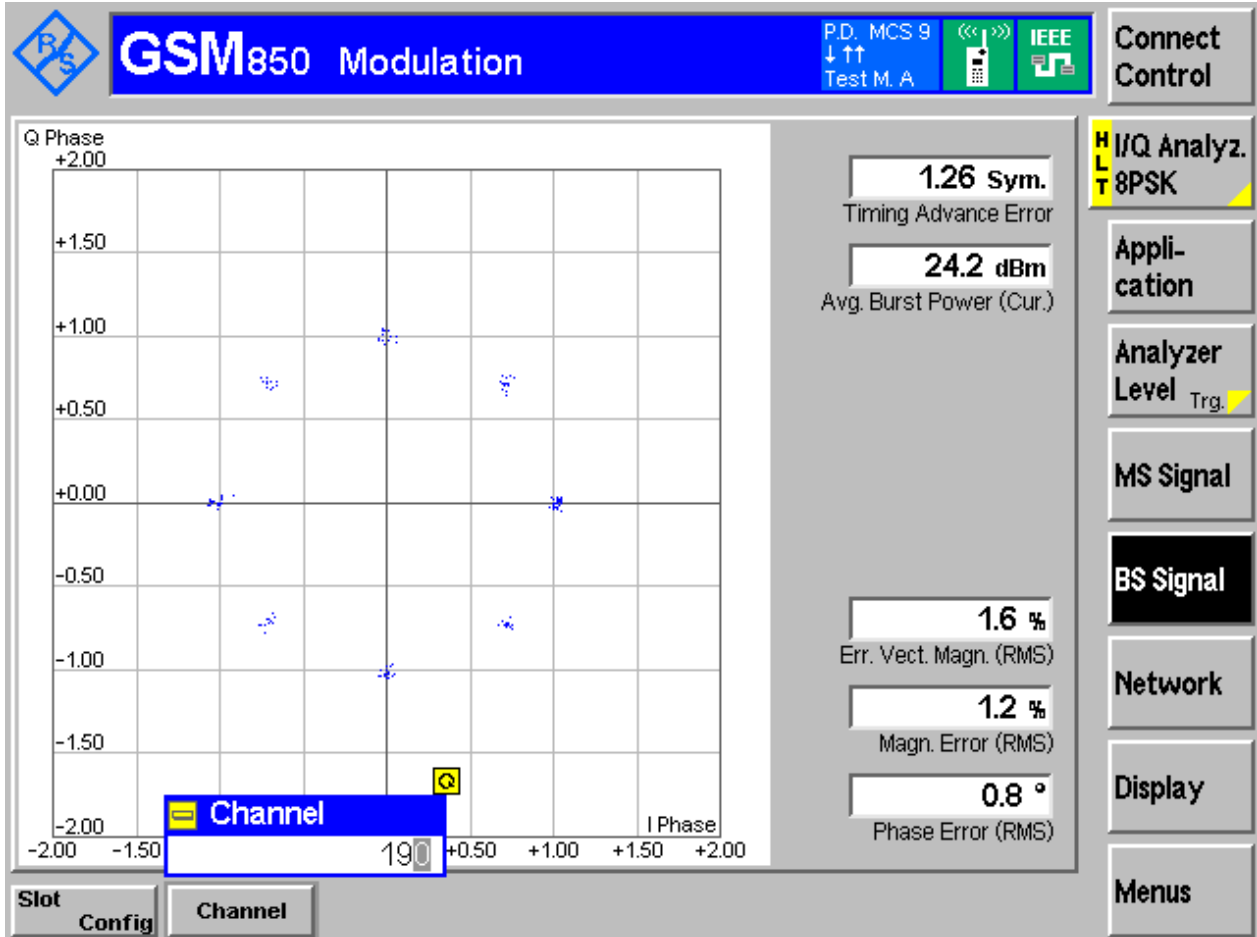 R/S
GSM850 Modulation
P.D. MCS 9
↓ ↑↑
Test M. A
IEEE
Connect
Control
HLT
I/Q Analyz.
8PSK
Appli-
cation
Analyzer
Level Trg.
MS Signal
BS Signal
Network
Display
Menus
Q Phase
+2.00
+1.50
+1.00
+0.50
+0.00
-0.50
-1.00
-1.50
-2.00
I Phase
-2.00 -1.50 +0.50 +1.00 +1.50 +2.00
1.26 Sym.
Timing Advance Error
24.2 dBm
Avg. Burst Power (Cur.)
1.6 %
Err. Vect. Magn. (RMS)
1.2 %
Magn. Error (RMS)
0.8 °
Phase Error (RMS)
Channel
190
Slot
Config
Channel